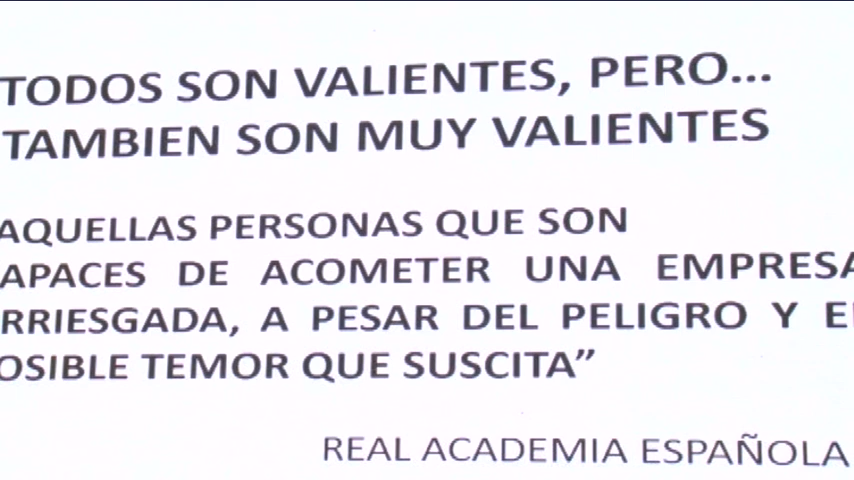 TODOS SON VALIENTES, PERO...
TAMBIEN SON MUY VALIENTES
AQUELLAS PERSONAS QUE SON
APACES DE ACOMETER UNA EMPRESA
RRIESGADA, A PESAR DEL PELIGRO Y E
OSIBLE TEMOR QUE SUSCITA”
REAL ACADEMIA ESPAÑOLA